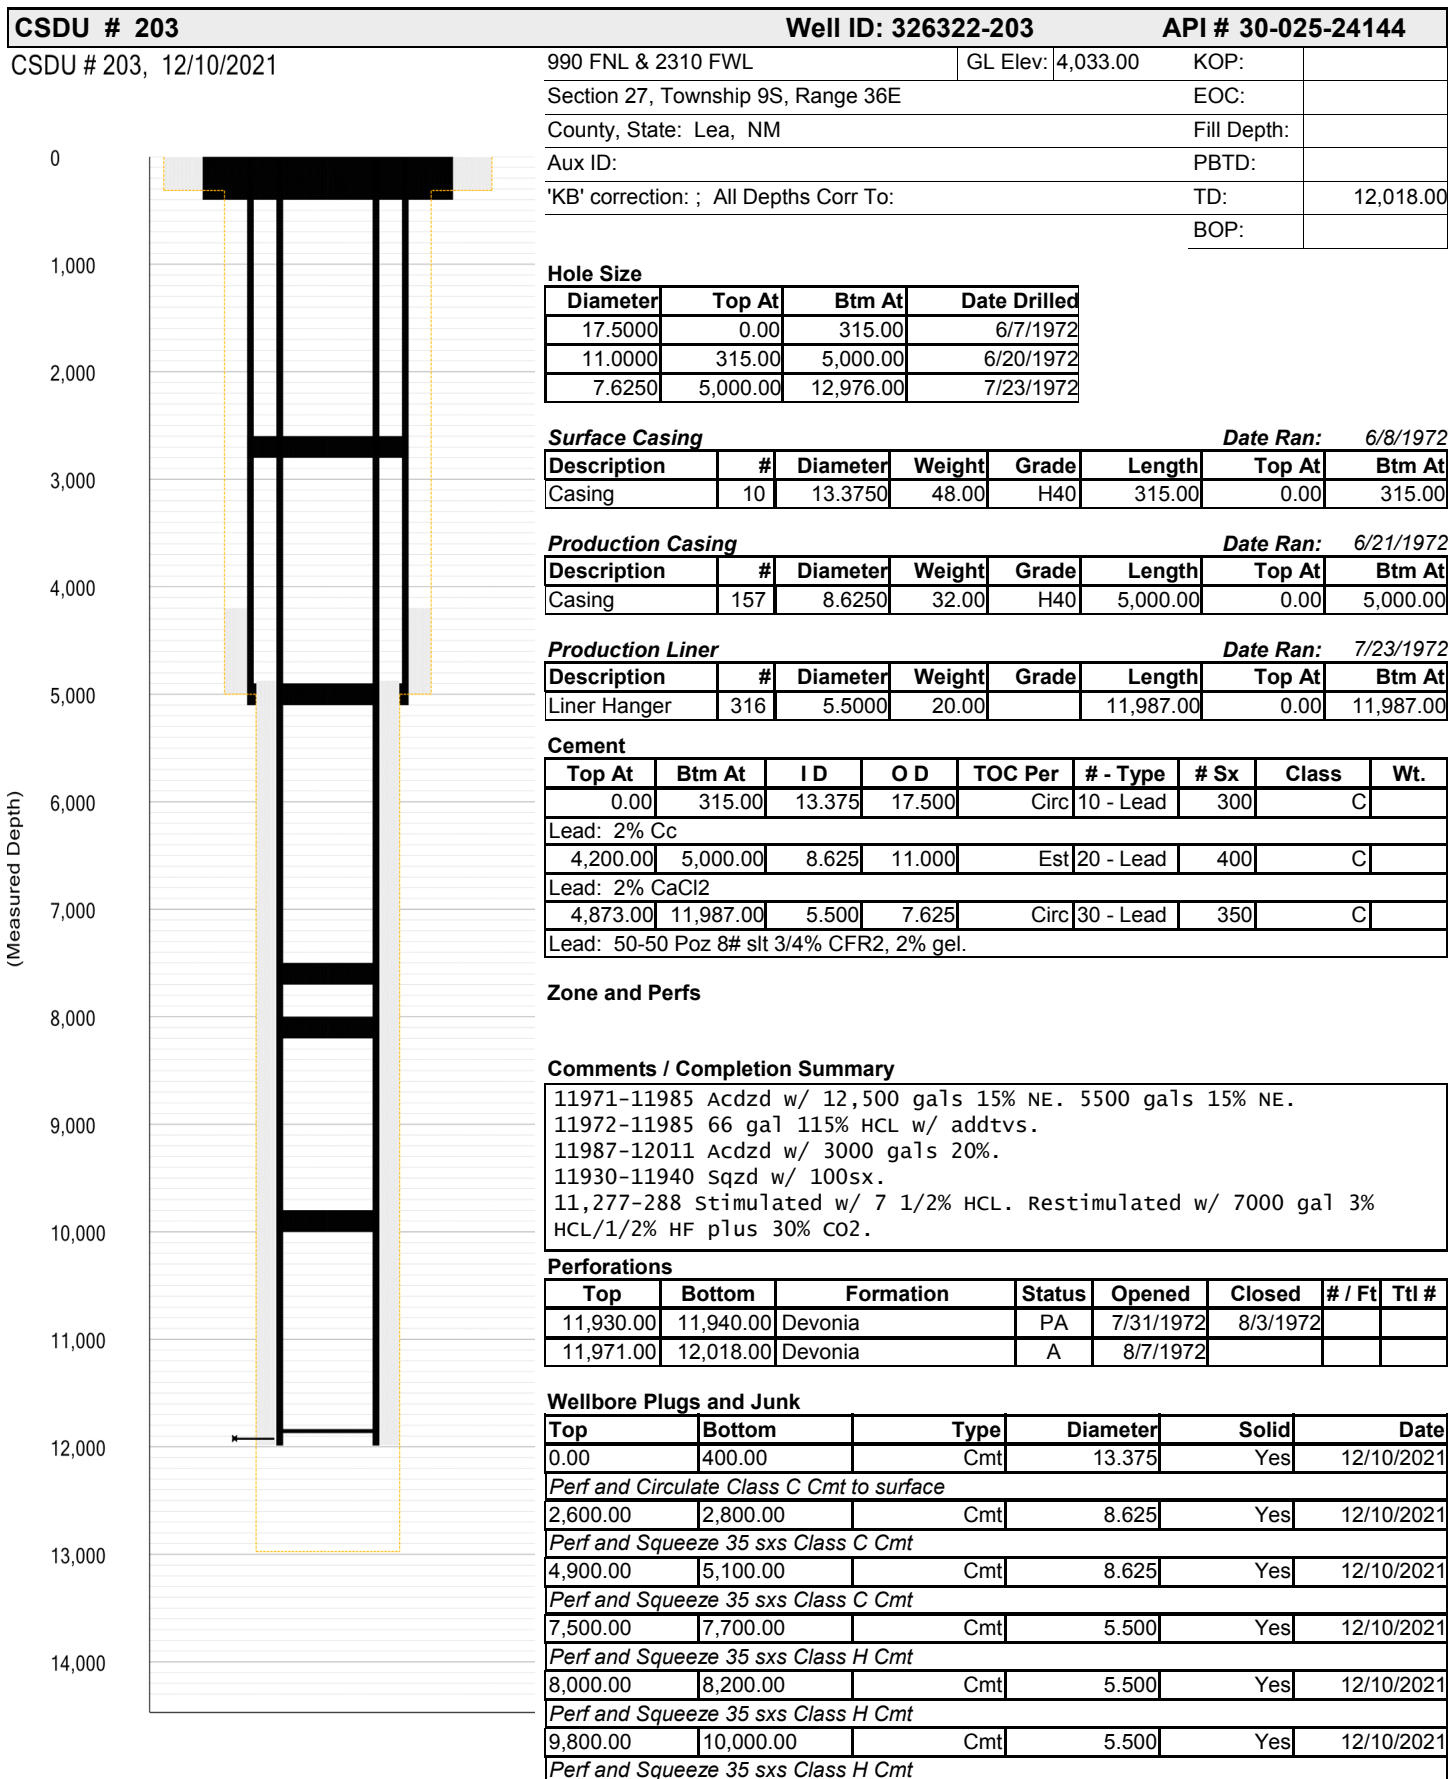 CSDU # 203 Well ID: 326322-203 API # 30-025-24144
CSDU # 203, 12/10/2021
990 FNL & 2310 FWL GL Elev: 4,033.00 KOP:
Section 27, Township 9S, Range 36E EOC:
County, State: Lea, NM Fill Depth:
Aux ID: PBTD:
'KB' correction: ; All Depths Corr To: TD: 12,018.00
BOP:
0
1,000
2,000
3,000
4,000
5,000
6,000
7,000
8,000
9,000
10,000
11,000
12,000
13,000
14,000
(Measured Depth)
Hole Size
Diameter Top At Btm At Date Drilled
17.5000 0.00 315.00 6/7/1972
11.0000 315.00 5,000.00 6/20/1972
7.6250 5,000.00 12,976.00 7/23/1972
Surface Casing Date Ran: 6/8/1972
Description # Diameter Weight Grade Length Top At Btm At
Casing 10 13.3750 48.00 H40 315.00 0.00 315.00
Production Casing Date Ran: 6/21/1972
Description # Diameter Weight Grade Length Top At Btm At
Casing 157 8.6250 32.00 H40 5,000.00 0.00 5,000.00
Production Liner Date Ran: 7/23/1972
Description # Diameter Weight Grade Length Top At Btm At
Liner Hanger 316 5.5000 20.00 11,987.00 0.00 11,987.00
Cement
Top At Btm At I D O D TOC Per # - Type # Sx Class Wt.
0.00 315.00 13.375 17.500 Circ 10 - Lead 300 C
Lead: 2% Cc
4,200.00 5,000.00 8.625 11.000 Est 20 - Lead 400 C
Lead: 2% CaCl2
4,873.00 11,987.00 5.500 7.625 Circ 30 - Lead 350 C
Lead: 50-50 Poz 8# slt 3/4% CFR2, 2% gel.
Zone and Perfs
Comments / Completion Summary
11971-11985 Acdzd w/ 12,500 gals 15% NE. 5500 gals 15% NE.
11972-11985 66 gal 115% HCL w/ addtvs.
11987-12011 Acdzd w/ 3000 gals 20%.
11930-11940 Sqzd w/ 100sx.
11,277-288 Stimulated w/ 7 1/2% HCL. Restimulated w/ 7000 gal 3%
HCL/1/2% HF plus 30% CO2.
Perforations
Top Bottom Formation Status Opened Closed # / Ft Ttl #
11,930.00 11,940.00 Devonia PA 7/31/1972 8/3/1972
11,971.00 12,018.00 Devonia A 8/7/1972
Wellbore Plugs and Junk
Top Bottom Type Diameter Solid Date
0.00 400.00 Cmt 13.375 Yes 12/10/2021
Perf and Circulate Class C Cmt to surface
2,600.00 2,800.00 Cmt 8.625 Yes 12/10/2021
Perf and Squeeze 35 sxs Class C Cmt
4,900.00 5,100.00 Cmt 8.625 Yes 12/10/2021
Perf and Squeeze 35 sxs Class C Cmt
7,500.00 7,700.00 Cmt 5.500 Yes 12/10/2021
Perf and Squeeze 35 sxs Class H Cmt
8,000.00 8,200.00 Cmt 5.500 Yes 12/10/2021
Perf and Squeeze 35 sxs Class H Cmt
9,800.00 10,000.00 Cmt 5.500 Yes 12/10/2021
Perf and Squeeze 35 sxs Class H Cmt